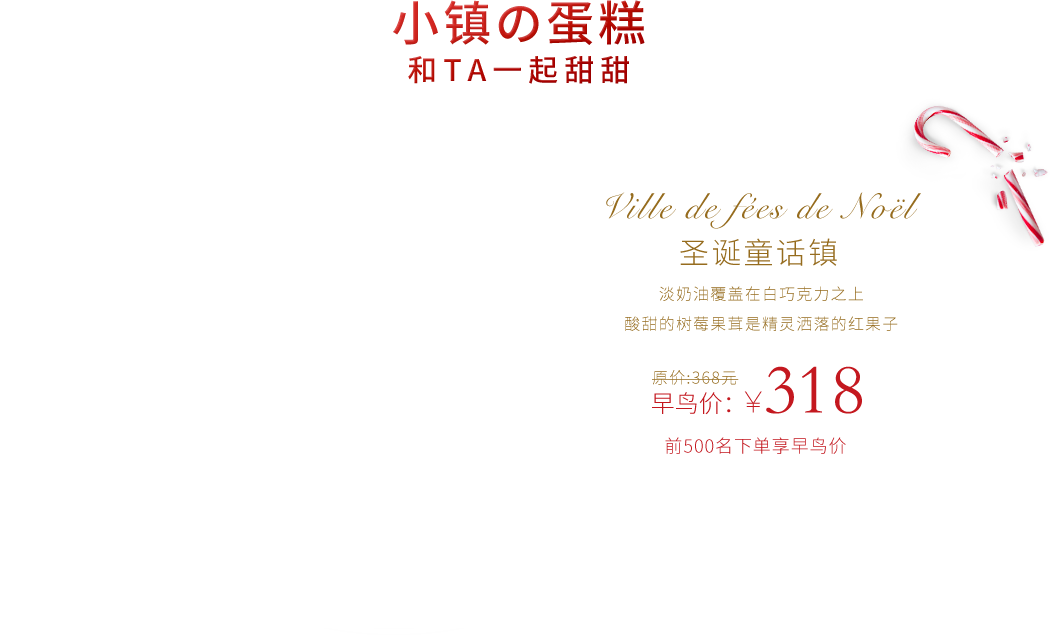 小镇の蛋糕
和TA一起甜甜
Ville de fées de Noël
圣诞童话镇
淡奶油覆盖在白巧克力之上
酸甜的树莓果茸是精灵洒落的红果子
原价:368元
早鸟价：¥318
前500名下单享早鸟价